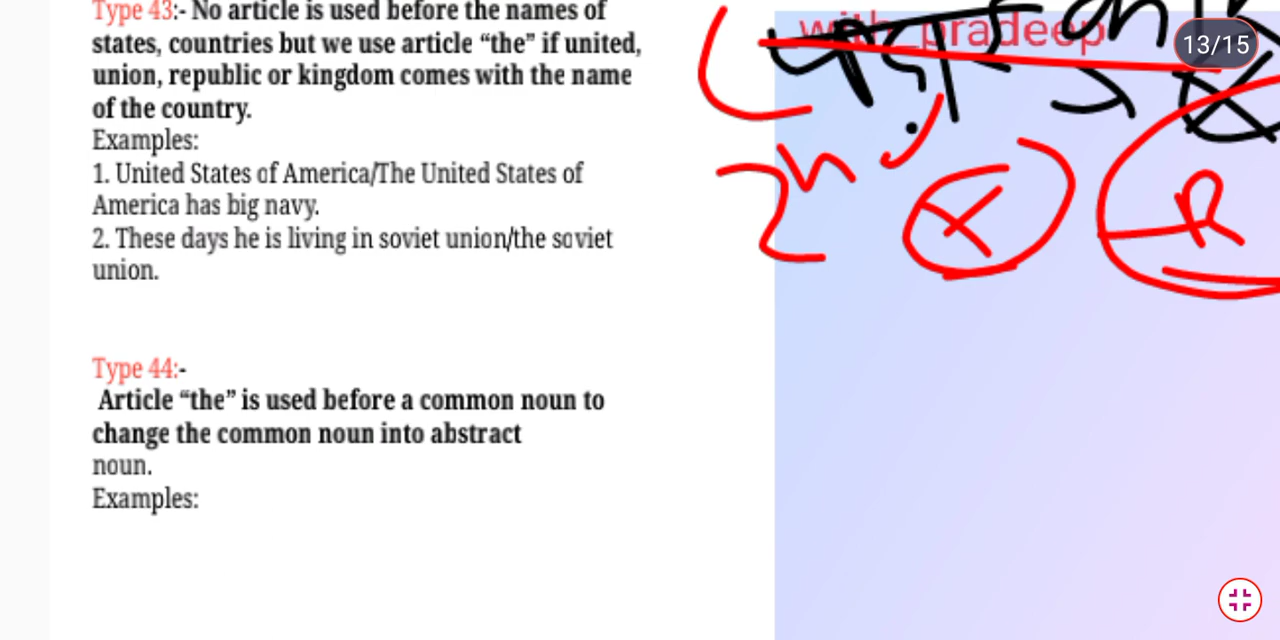 Type 43:- No article is used before the names of
states, countries but we use article “the” if united,
union, republic or kingdom comes with the name
of the country.
Examples:
1. United States of America/The United States of
America has big navy.
2. These days he is living in soviet union/the soviet
union.
Type 44:-
Article “the” is used before a common noun to
change the common noun into abstract
noun.
Examples:
with pradeep
13/15